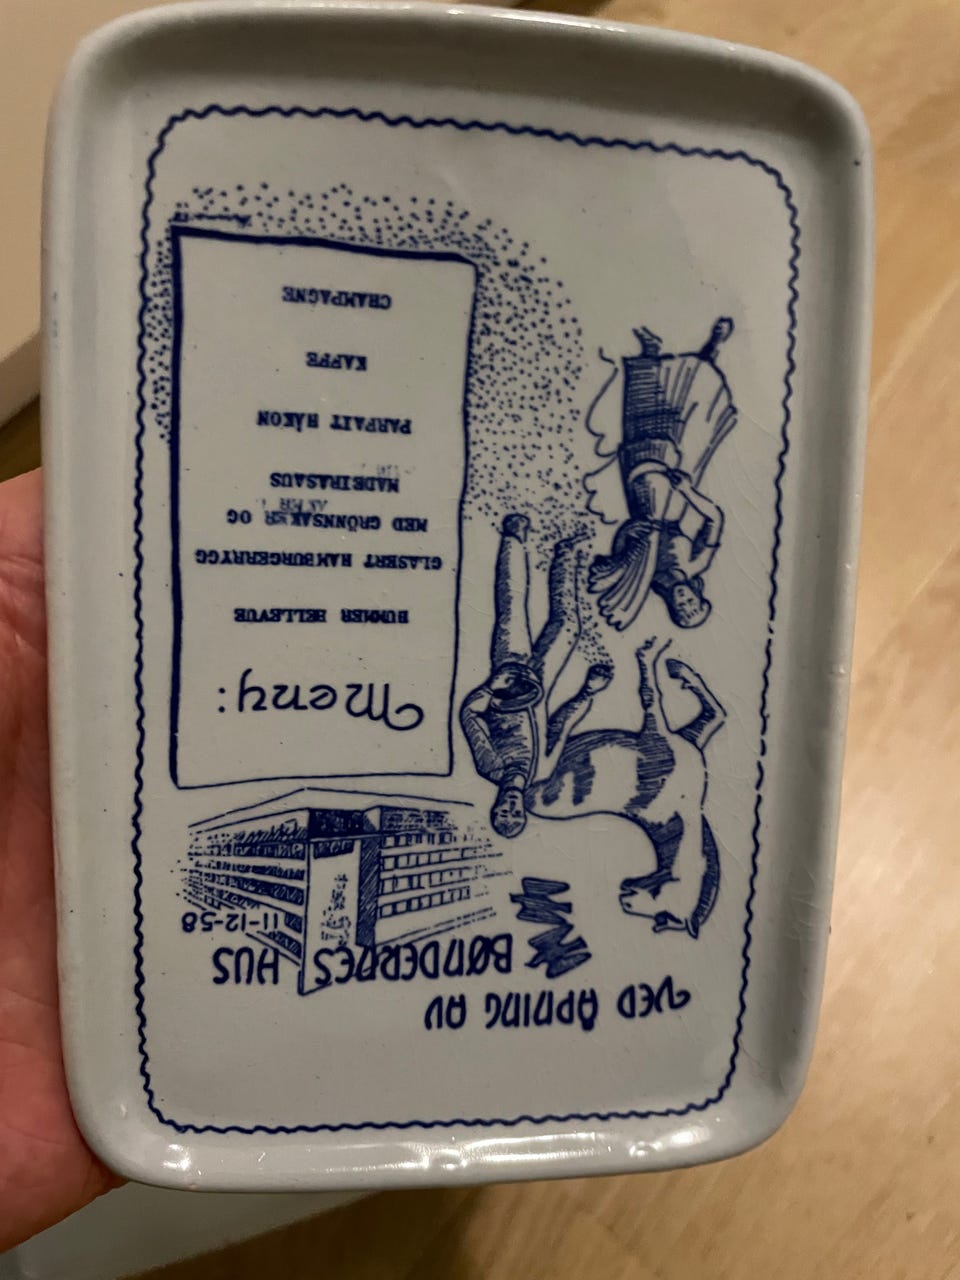 VED ÅPNING AV
BØNDERNES HUS
11-12-58
Meny:
HUMMER BELLEVUE
GLASERT HAMBURGERRYGG
MED GRÖNNSAKER OG
MADEIRASAUS
PARFAIT HÅKON
KAFFE
CHAMPAGNE